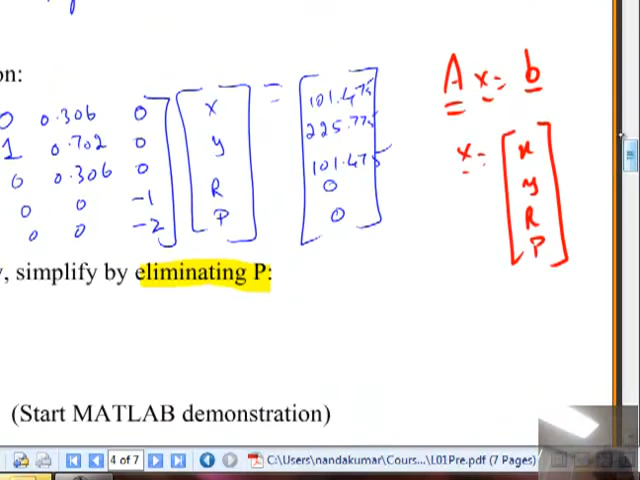 on:
0 0.306 0 x = 101.475 A x = b
1 0.702 0 y 225.775
0 0.306 0 R 101.475 x = x
0 0 -1 P 0 y
0 0 -2 0 R
P
y, simplify by eliminating P:
(Start MATLAB demonstration)
4 of 7 C:\Users\nandakumar\Cours...\L01Pre.pdf (7 Pages)